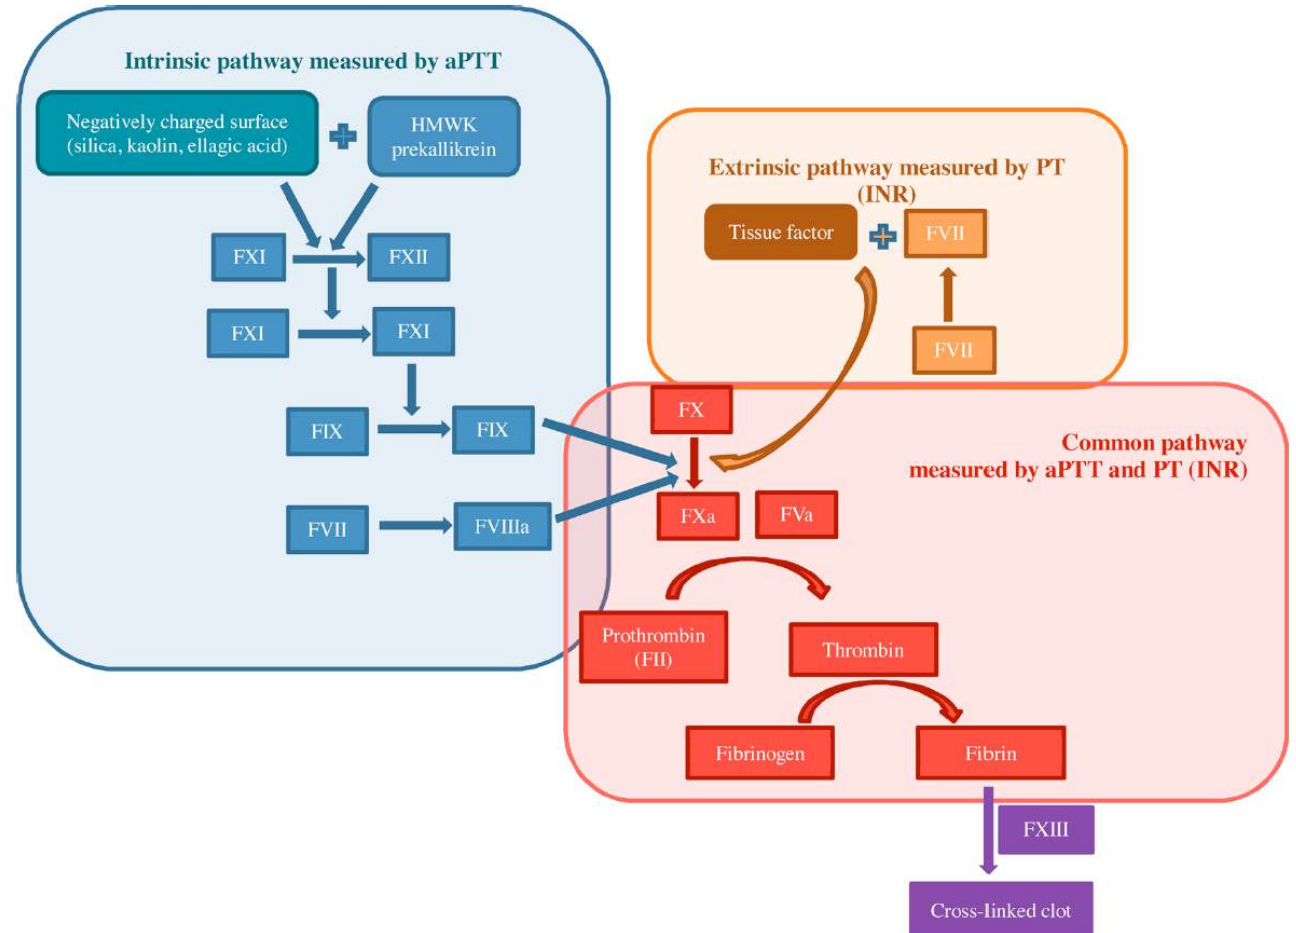 Intrinsic pathway measured by aPTT
Negatively charged surface
(silica, kaolin, ellagic acid)
HMWK
prekallikrein
FXI
FXII
FXI
FXI
FIX
FIX
FVII
FVIIIa
Extrinsic pathway measured by PT
(INR)
Tissue factor
FVII
FVII
Common pathway
measured by aPTT and PT (INR)
FX
FXa
FVa
Prothrombin
(FII)
Thrombin
Fibrinogen
Fibrin
FXIII
Cross-linked clot